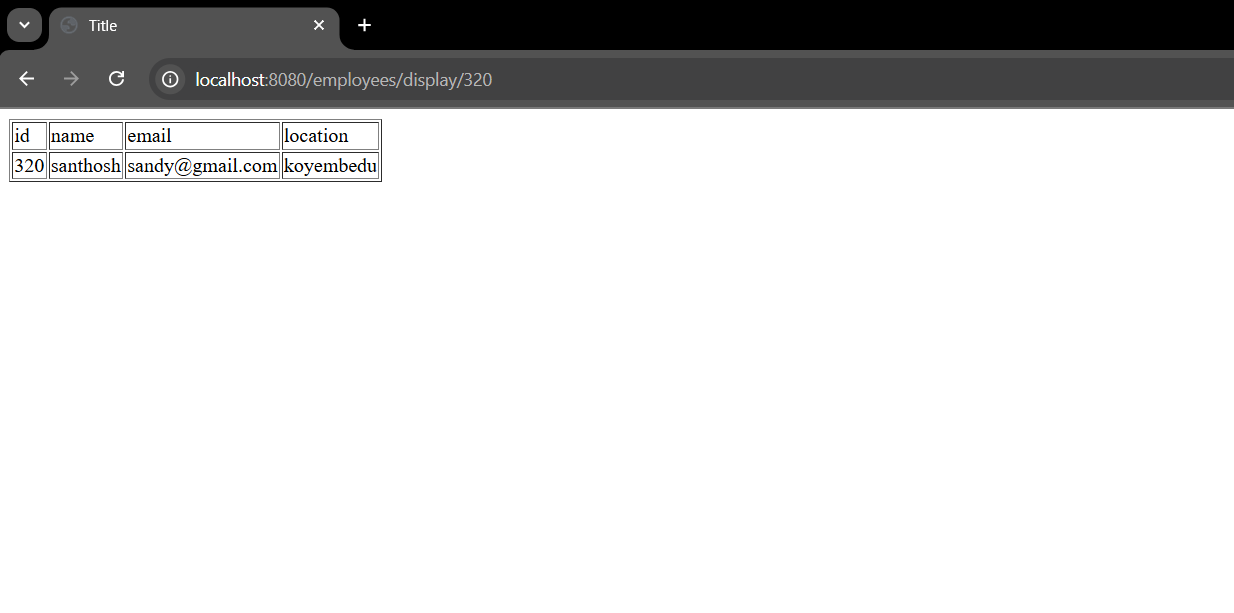 Title
localhost:8080/employees/display/320
id name email location
320 santhosh sandy@gmail.com koyembedu